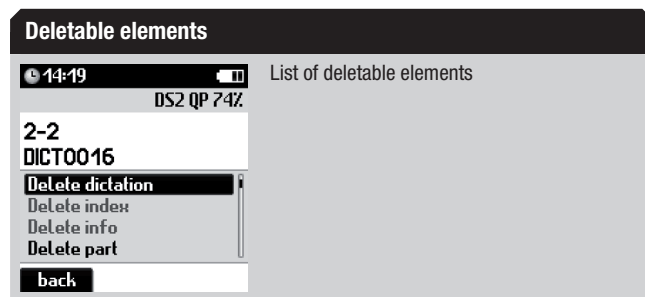 Deletable elements
14:19
DS2 QP 74%
2-2
DICT0016
Delete dictation
Delete index
Delete info
Delete part
back
List of deletable elements